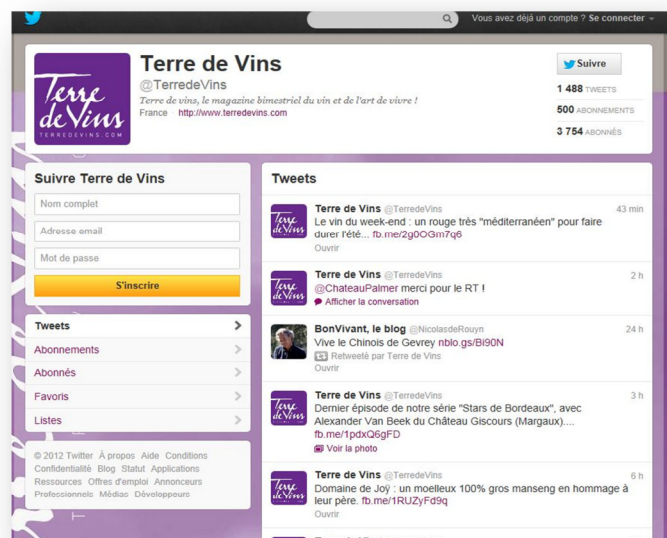 Vous avez déjà un compte ? Se connecter
Terre de Vins
@TerredeVins
Terre de vins, le magazine bimestriel du vin et de l'art de vivre !
France · http://www.terredevins.com
Terre
de Vins
TERREDEVINS.COM
Suivre
1 488 TWEETS
500 ABONNEMENTS
3 754 ABONNÉS
Suivre Terre de Vins
Nom complet
Adresse email
Mot de passe
S'inscrire
Tweets
Abonnements
Abonnés
Favoris
Listes
© 2012 Twitter À propos Aide Conditions
Confidentialité Blog Statut Applications
Ressources Offres d'emploi Annonceurs
Professionnels Médias Développeurs
Tweets
Terre de Vins @TerredeVins 43 min
Le vin du week-end : un rouge très "méditerranéen" pour faire
durer l'été... fb.me/2g0OGm7q6
Ouvrir
Terre de Vins @TerredeVins 2 h
@ChateauPalmer merci pour le RT !
Afficher la conversation
BonVivant, le blog @NicolasdeRouyn 24 h
Vive le Chinois de Gevrey nblo.gs/Bi90N
Retweeté par Terre de Vins
Ouvrir
Terre de Vins @TerredeVins 3 h
Dernier épisode de notre série "Stars de Bordeaux", avec
Alexander Van Beek du Château Giscours (Margaux)....
fb.me/1pdxQ6gFD
Voir la photo
Terre de Vins @TerredeVins 6 h
Domaine de Joÿ : un moelleux 100% gros manseng en hommage à
leur père. fb.me/1RUZyFd9q
Ouvrir